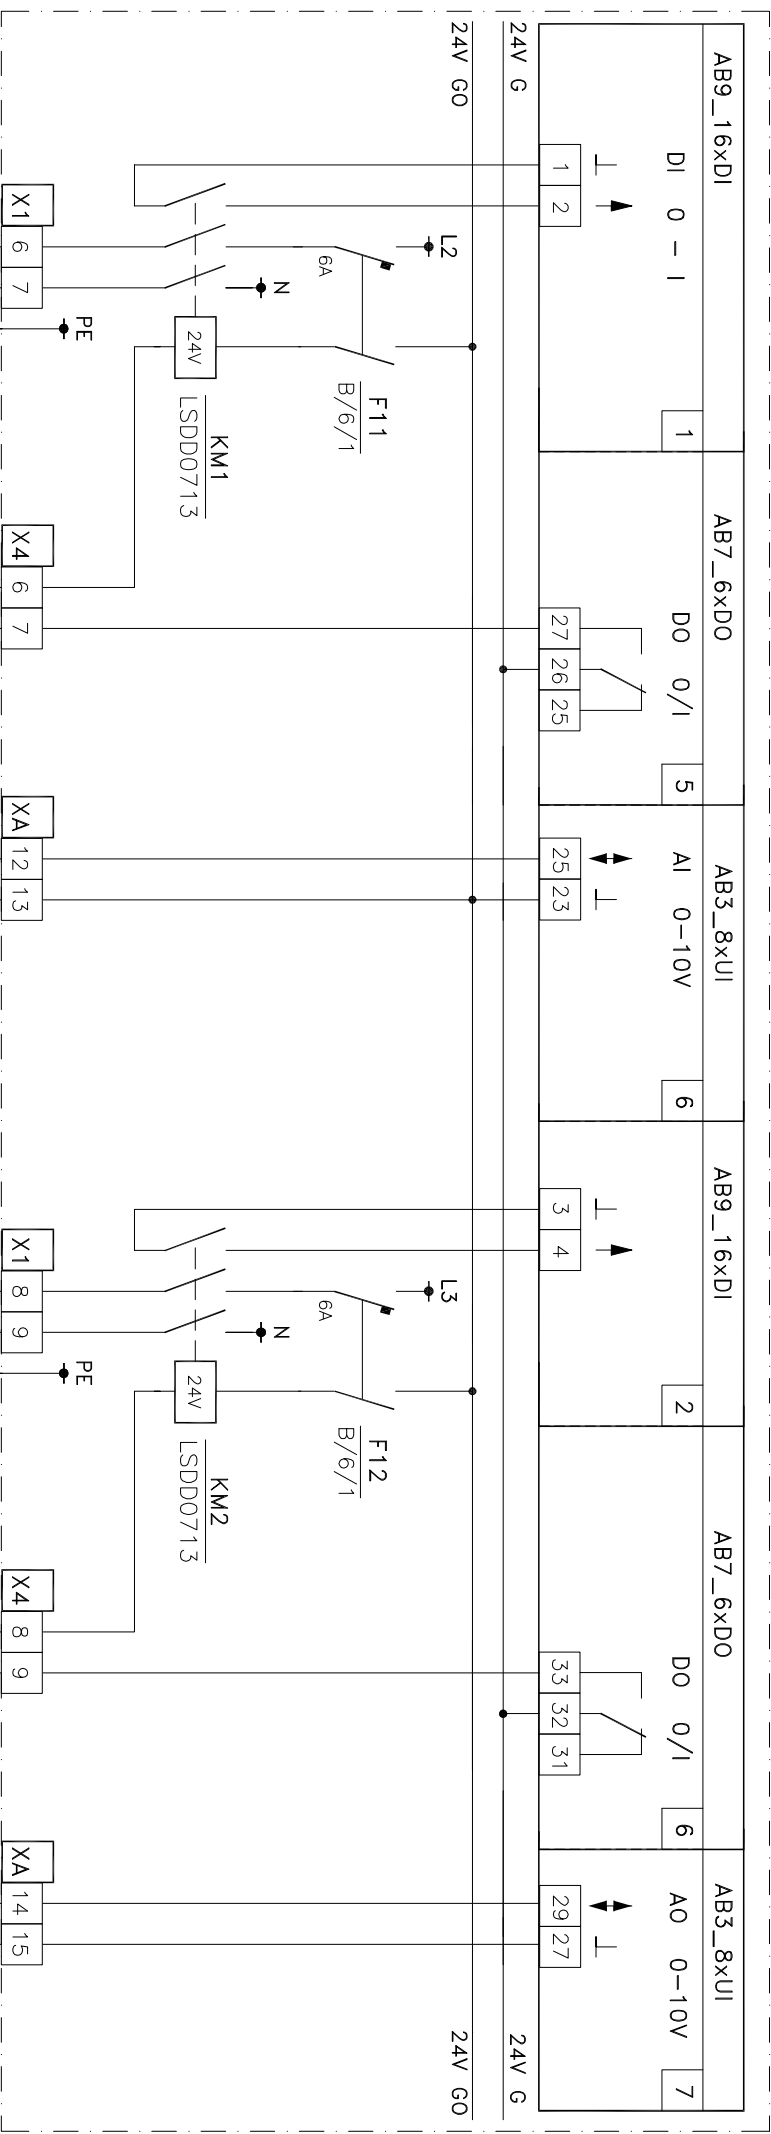 AB9_16xDI
AB7_6xDO
AB3_8xUI
AB9_16xDI
AB7_6xDO
AB3_8xUI
DI 0 – I
1
DO 0/I
5
AI 0–10V
6
2
DO 0/I
6
AO 0–10V
7
1 2
27 26 25
25 23
3 4
33 32 31
29 27
24V G
24V G
24V GO
24V GO
L2
L3
6A
F11
B/6/1
6A
F12
B/6/1
N
N
24V
KM1
LSDD0713
24V
KM2
LSDD0713
PE
PE
X1 6 7
X4 6 7
XA 12 13
X1 8 9
X4 8 9
XA 14 15